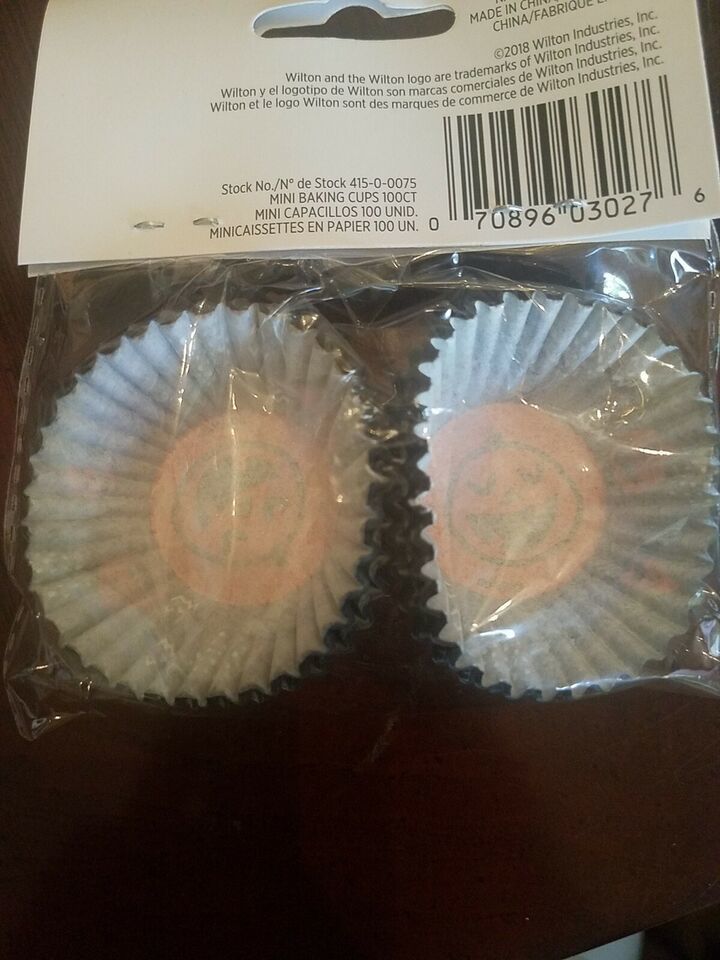 MADE IN CHINA
CHINA/FABRIQUÉ
©2018 Wilton Industries, Inc.
Wilton and the Wilton logo are trademarks of Wilton Industries, Inc.
Wilton y el logotipo de Wilton son marcas comerciales de Wilton Industries, Inc.
Wilton et le logo Wilton sont des marques de commerce de Wilton Industries, Inc.
Stock No./N° de Stock 415-0-0075
MINI BAKING CUPS 100CT
MINI CAPACILLOS 100 UNID.
MINICAISSETTES EN PAPIER 100 UN.
0 70896 03027 6